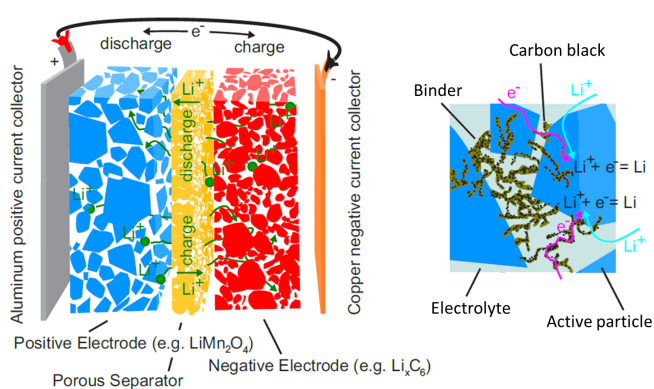 e⁻
discharge
charge
+
-
Aluminum positive current collector
Li⁺
discharge
charge
Li⁺
Li⁺
Li⁺
Li⁺
Li⁺
Li⁺
Copper negative current collector
Positive Electrode (e.g. LiMn₂O₄)
Porous Separator
Negative Electrode (e.g. LiₓC₆)
Carbon black
Binder
e⁻
Li⁺
Li⁺+ e⁻= Li
Li⁺+ e⁻= Li
e⁻
Li⁺
Electrolyte
Active particle